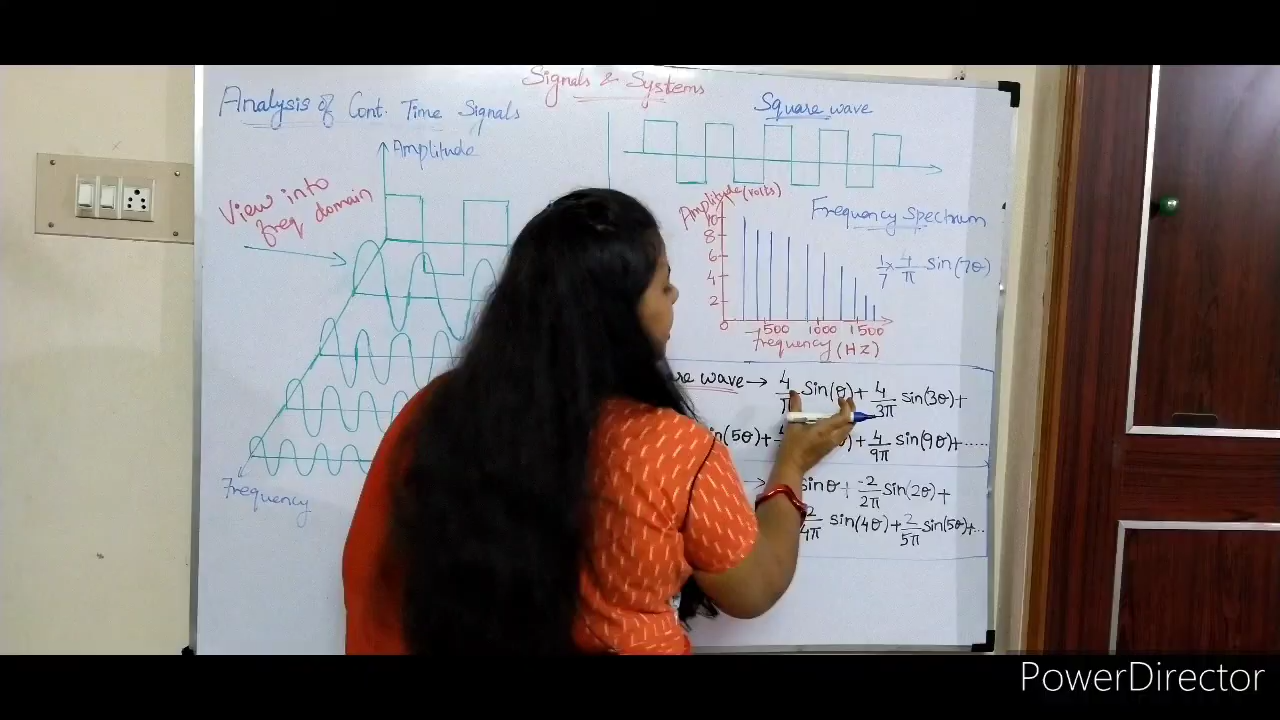 Signals & Systems
Analysis of Cont. Time Signals
Amplitude
View into
freq domain
Frequency
Square wave
Amplitude (volts)
Frequency Spectrum
1/7 × 4/π sin(7θ)
10
8
6
4
2
0
500 1000 1500
Frequency (HZ)
wave → 4/π sin(θ) + 4/3π sin(3θ) +
sin(5θ) + + 4/9π sin(9θ) + ......
→ sinθ + -2/2π sin(2θ) +
2/4π sin(4θ) + 2/5π sin(5θ) + ...
PowerDirector